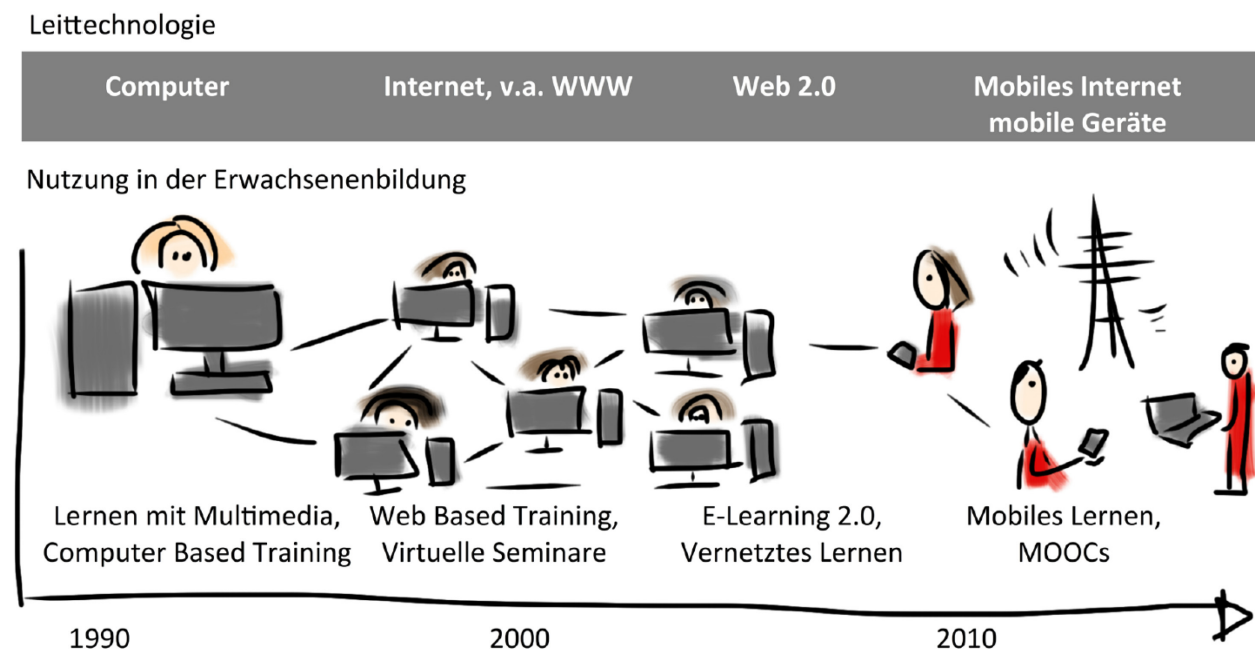 Leittechnologie
Computer
Internet, v.a. WWW
Web 2.0
Mobiles Internet
mobile Geräte
Nutzung in der Erwachsenenbildung
Lernen mit Multimedia,
Computer Based Training
Web Based Training,
Virtuelle Seminare
E-Learning 2.0,
Vernetztes Lernen
Mobiles Lernen,
MOOCs
1990
2000
2010